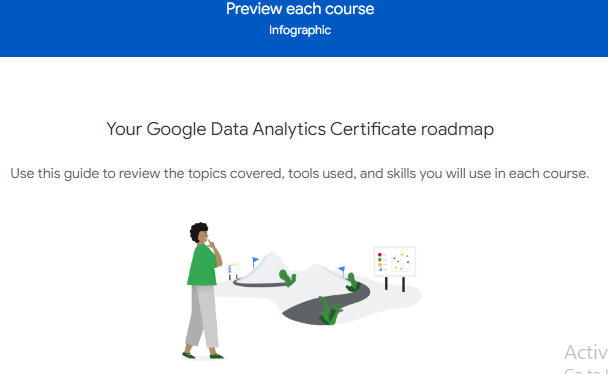 Preview each course
Infographic
Your Google Data Analytics Certificate roadmap
Use this guide to review the topics covered, tools used, and skills you will use in each course.
Activ